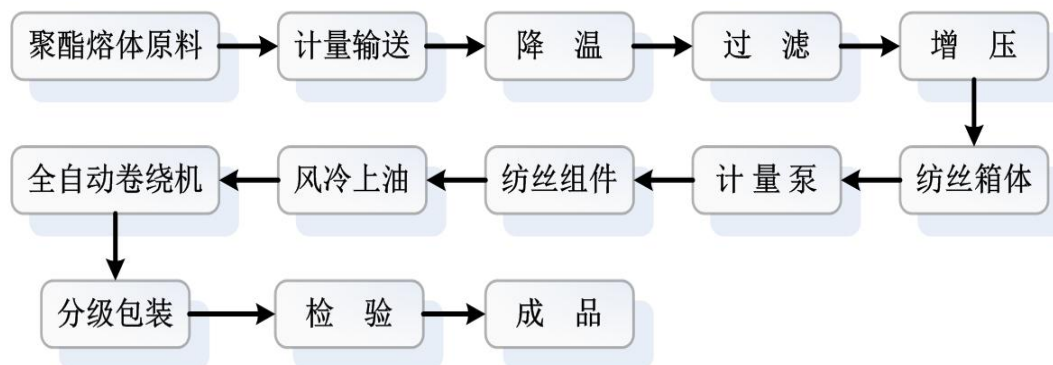 聚酯熔体原料 计量输送 降 温 过 滤 增 压
全自动卷绕机 风冷上油 纺丝组件 计 量 泵 纺丝箱体
分级包装 检 验 成 品